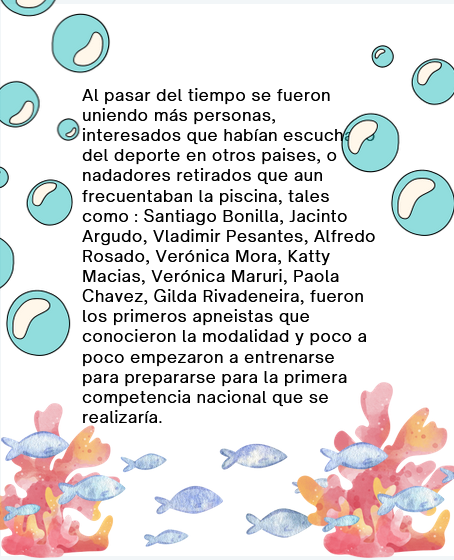 Al pasar del tiempo se fueron
uniendo más personas,
interesados que habían escucha
del deporte en otros paises, o
nadadores retirados que aun
frecuentaban la piscina, tales
como : Santiago Bonilla, Jacinto
Argudo, Vladimir Pesantes, Alfredo
Rosado, Verónica Mora, Katty
Macias, Verónica Maruri, Paola
Chavez, Gilda Rivadeneira, fueron
los primeros apneistas que
conocieron la modalidad y poco a
poco empezaron a entrenarse
para prepararse para la primera
competencia nacional que se
realizaría.